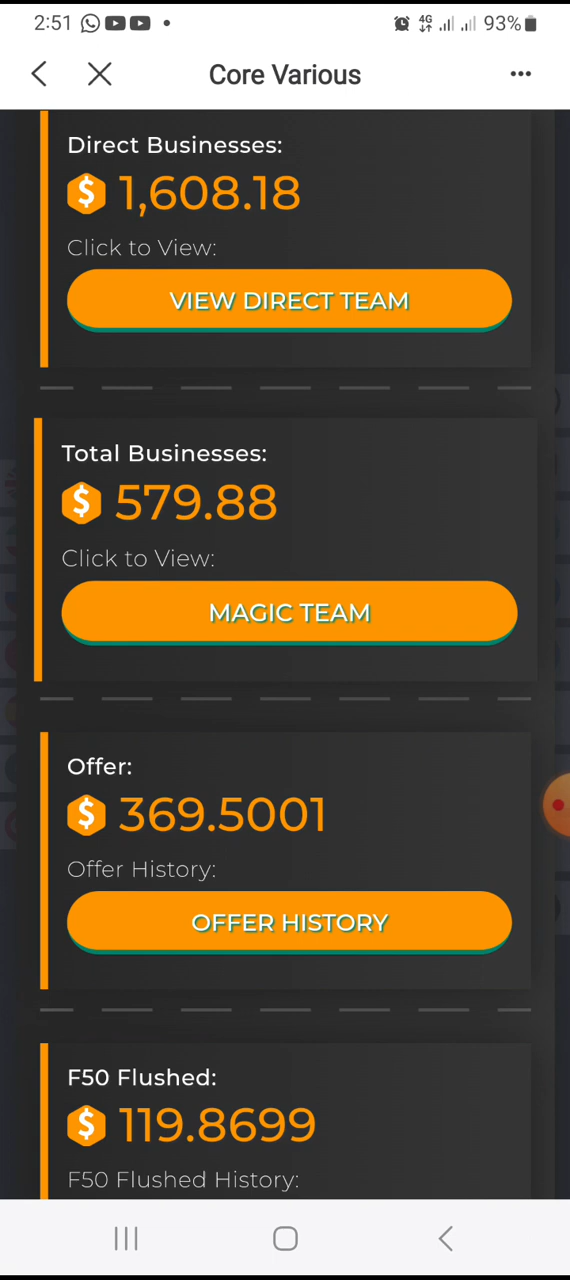 2:51 4G 93%
Core Various
Direct Businesses:
$ 1,608.18
Click to View:
VIEW DIRECT TEAM
Total Businesses:
$ 579.88
Click to View:
MAGIC TEAM
Offer:
$ 369.5001
Offer History:
OFFER HISTORY
F50 Flushed:
$ 119.8699
F50 Flushed History: